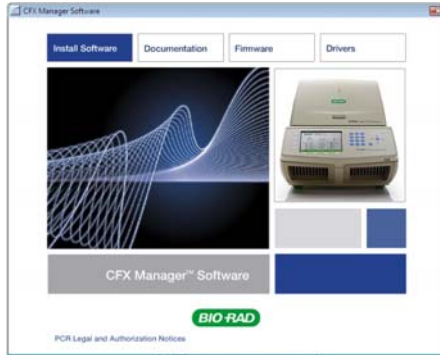 CFX Manager Software
Install Software
Documentation
Firmware
Drivers
CFX Manager™ Software
BIO-RAD
PCR Legal and Authorization Notices